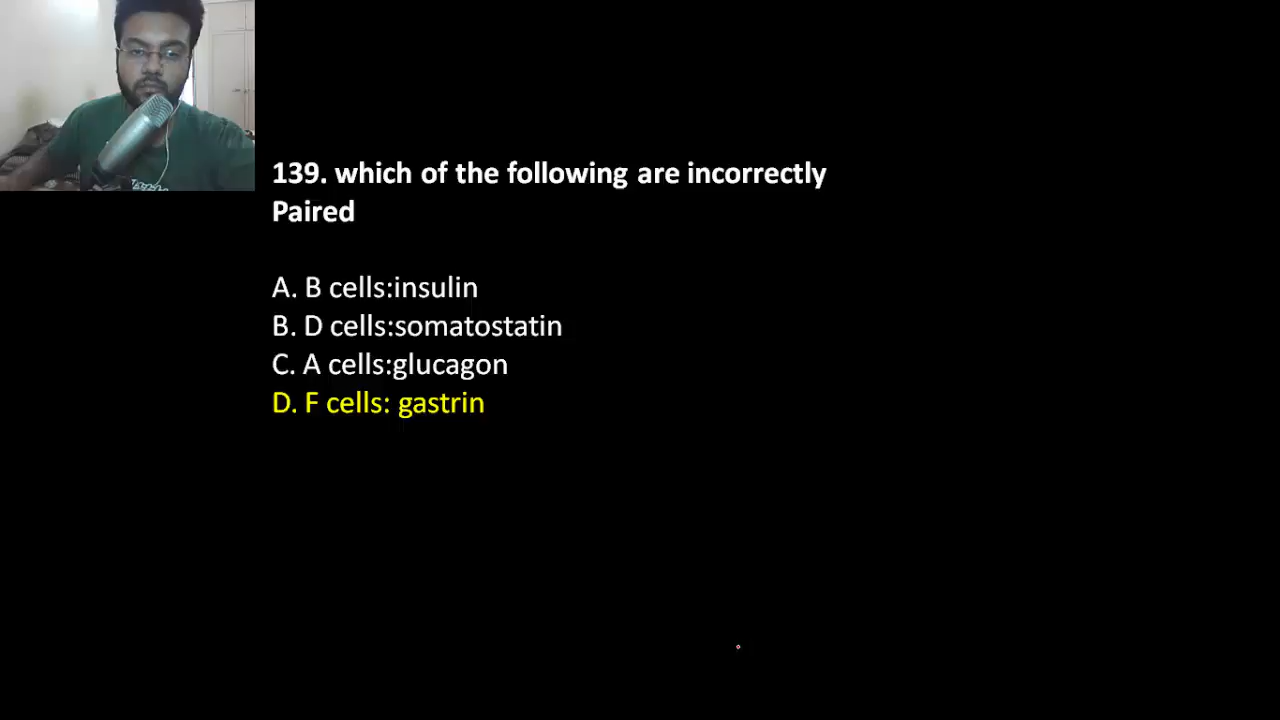 139. which of the following are incorrectly
Paired
A. B cells:insulin
B. D cells:somatostatin
C. A cells:glucagon
D. F cells: gastrin